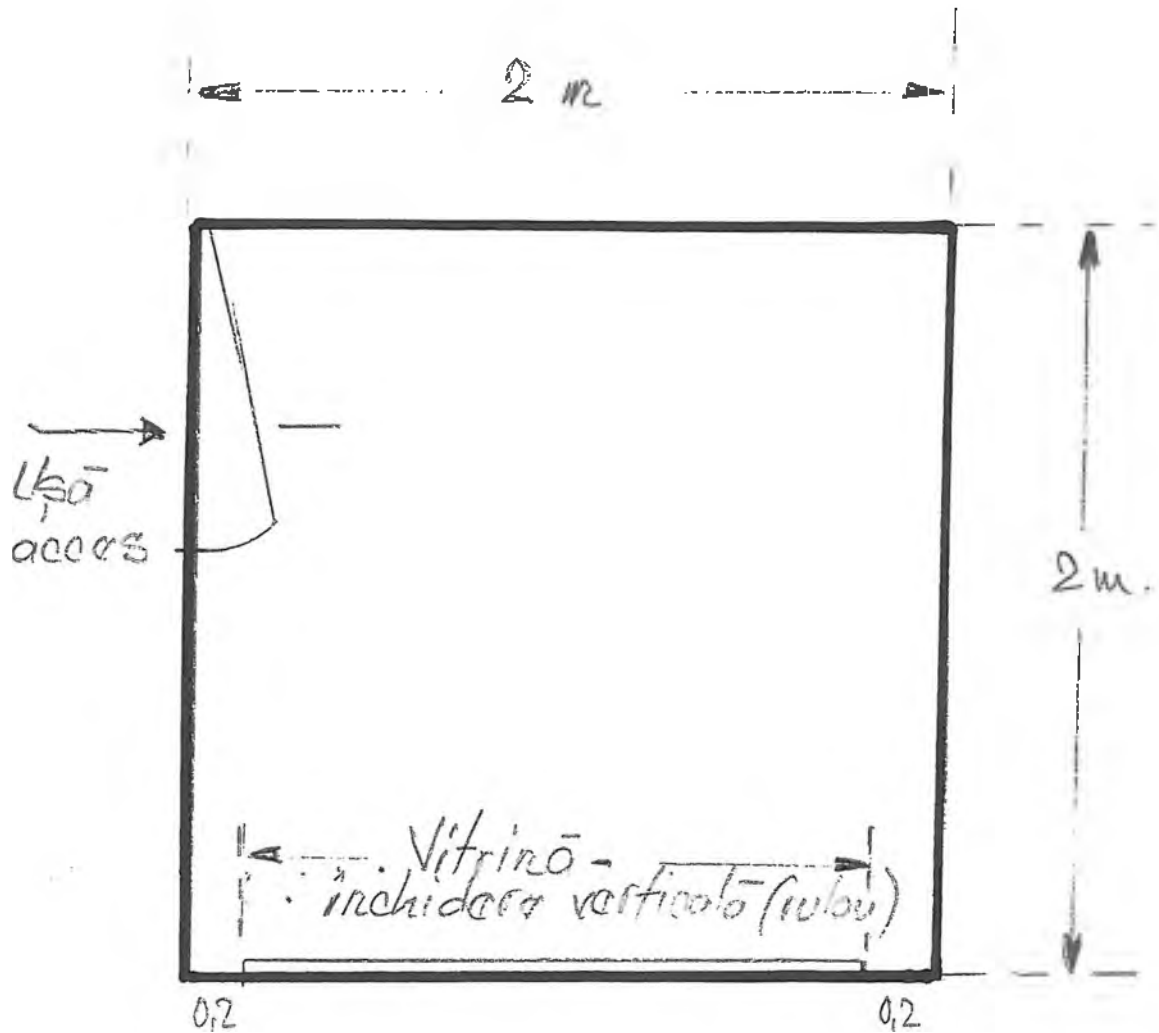 2 m
Ușă
acces
2 m.
Vitrină -
închidere verticală (rulou)
0,2
0,2